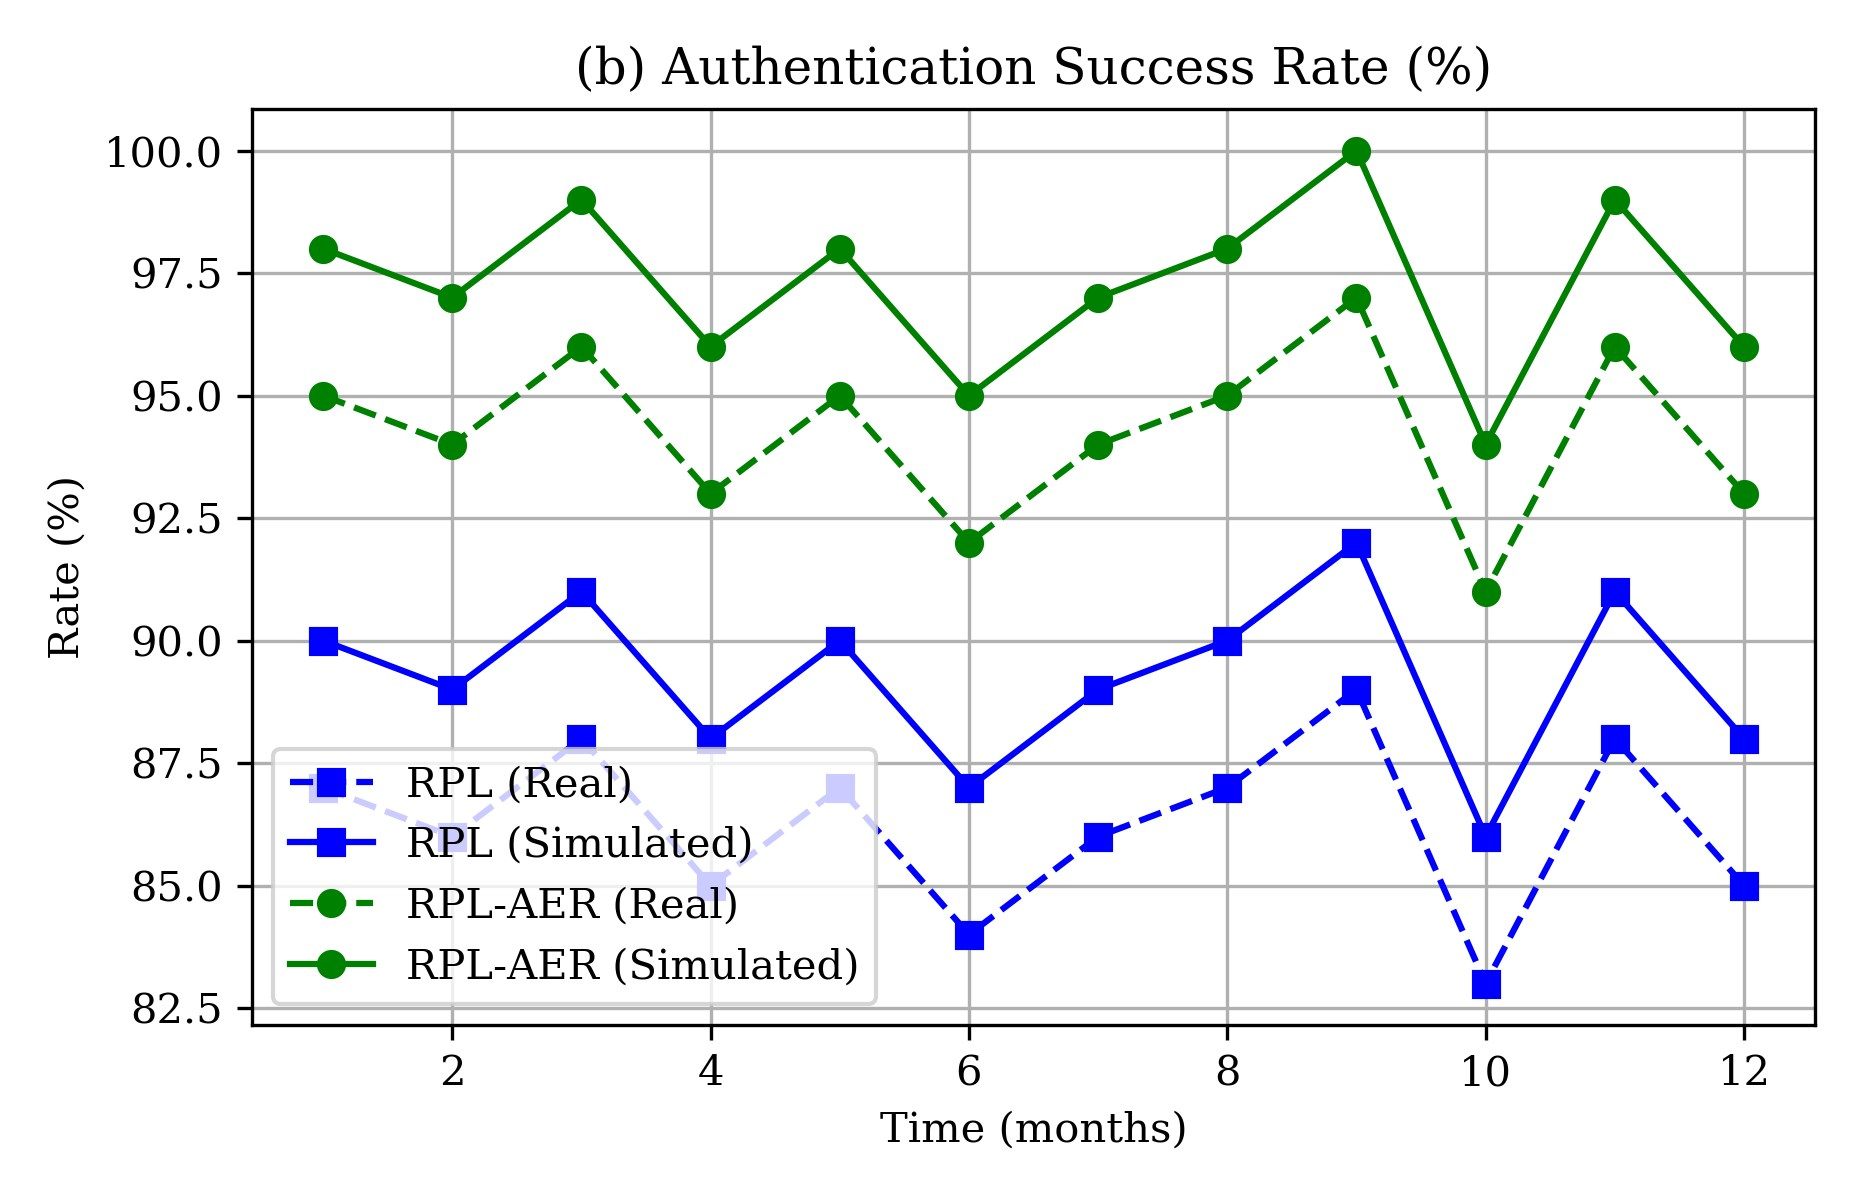 (b) Authentication Success Rate (%)
Rate (%)
100.0
97.5
95.0
92.5
90.0
87.5
85.0
82.5
RPL (Real)
RPL (Simulated)
RPL-AER (Real)
RPL-AER (Simulated)
2 4 6 8 10 12
Time (months)